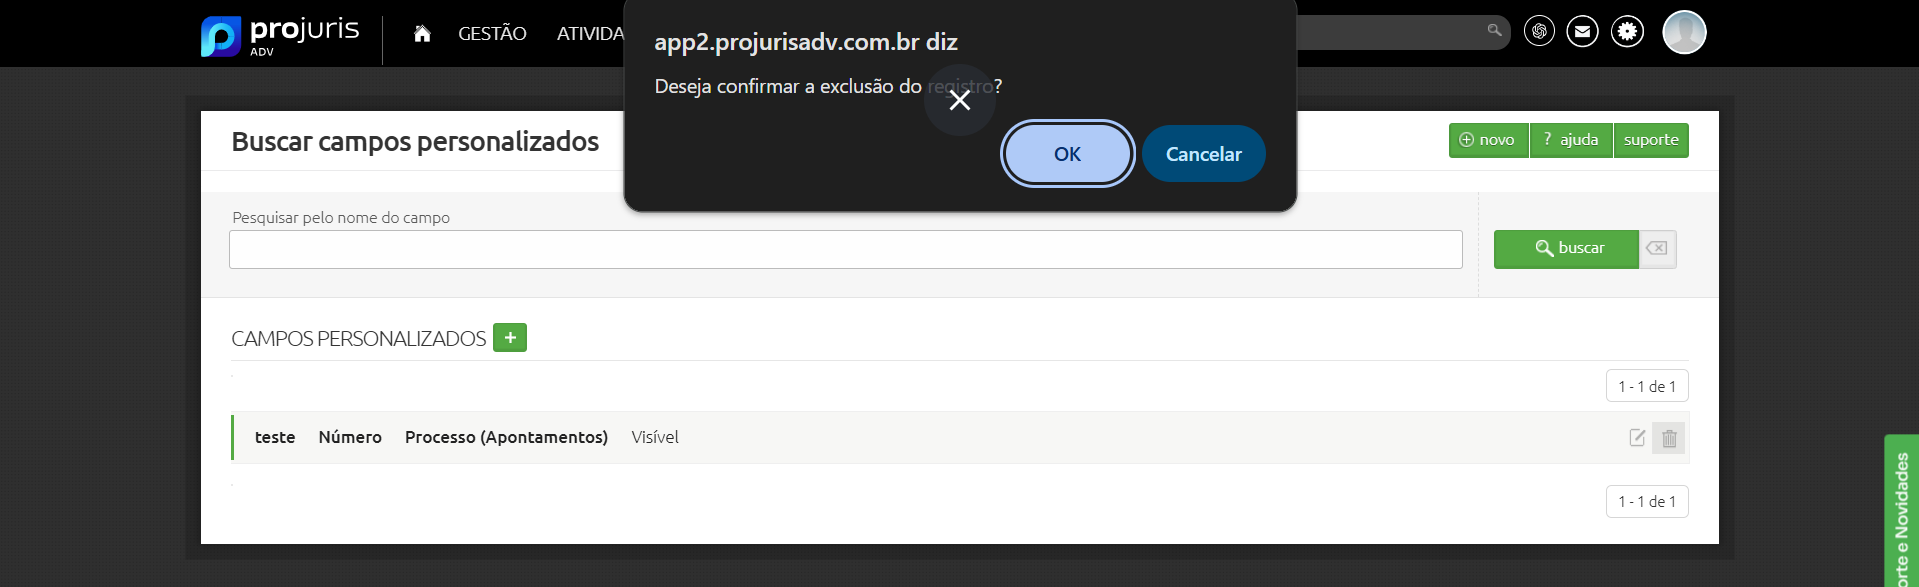 projuris
ADV
GESTÃO
ATIVIDA
app2.projurisadv.com.br diz
Deseja confirmar a exclusão do registro?
OK
Cancelar
Buscar campos personalizados
novo
? ajuda
suporte
Pesquisar pelo nome do campo
buscar
CAMPOS PERSONALIZADOS +
1 - 1 de 1
teste Número Processo (Apontamentos) Visível
1 - 1 de 1
orte e Novidades